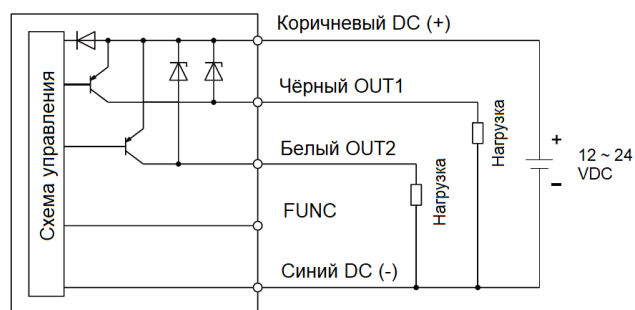 Коричневый DC (+)
Чёрный OUT1
Белый OUT2
FUNC
Синий DC (-)
Схема управления
Нагрузка
Нагрузка
+
12 ~ 24
VDC
−